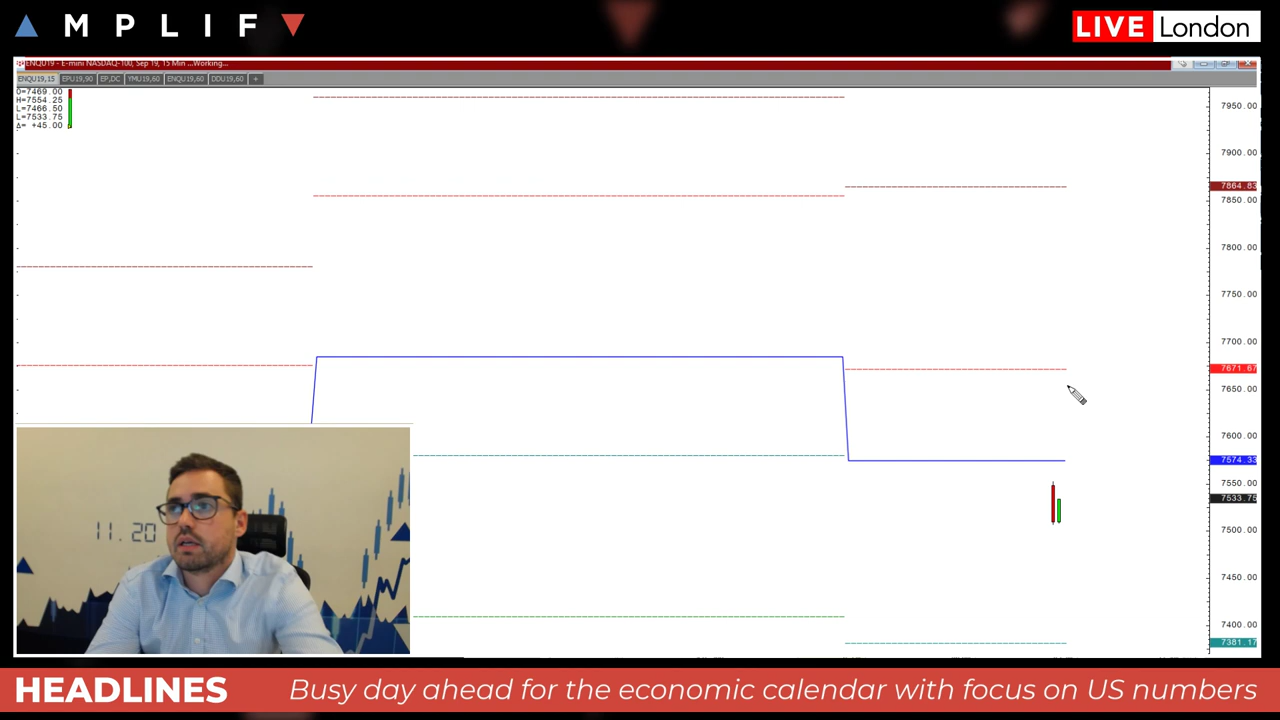 AMPLIFY
LIVE London
ENQU19 - E-mini NASDAQ-100, Sep 19, 15 Min ...Working...
ENQU19,15 EPU19,90 EP,DC YMU19,60 ENQU19,60 DDU19,60 +
O=7469.00
H=7554.25
L=7466.50
L=7533.75
Δ= +45.00
7950.00
7900.00
7864.83
7850.00
7800.00
7750.00
7700.00
7671.67
7650.00
7600.00
7574.33
7550.00
7533.75
7500.00
7450.00
7400.00
7381.17
11.20
HEADLINES Busy day ahead for the economic calendar with focus on US numbers